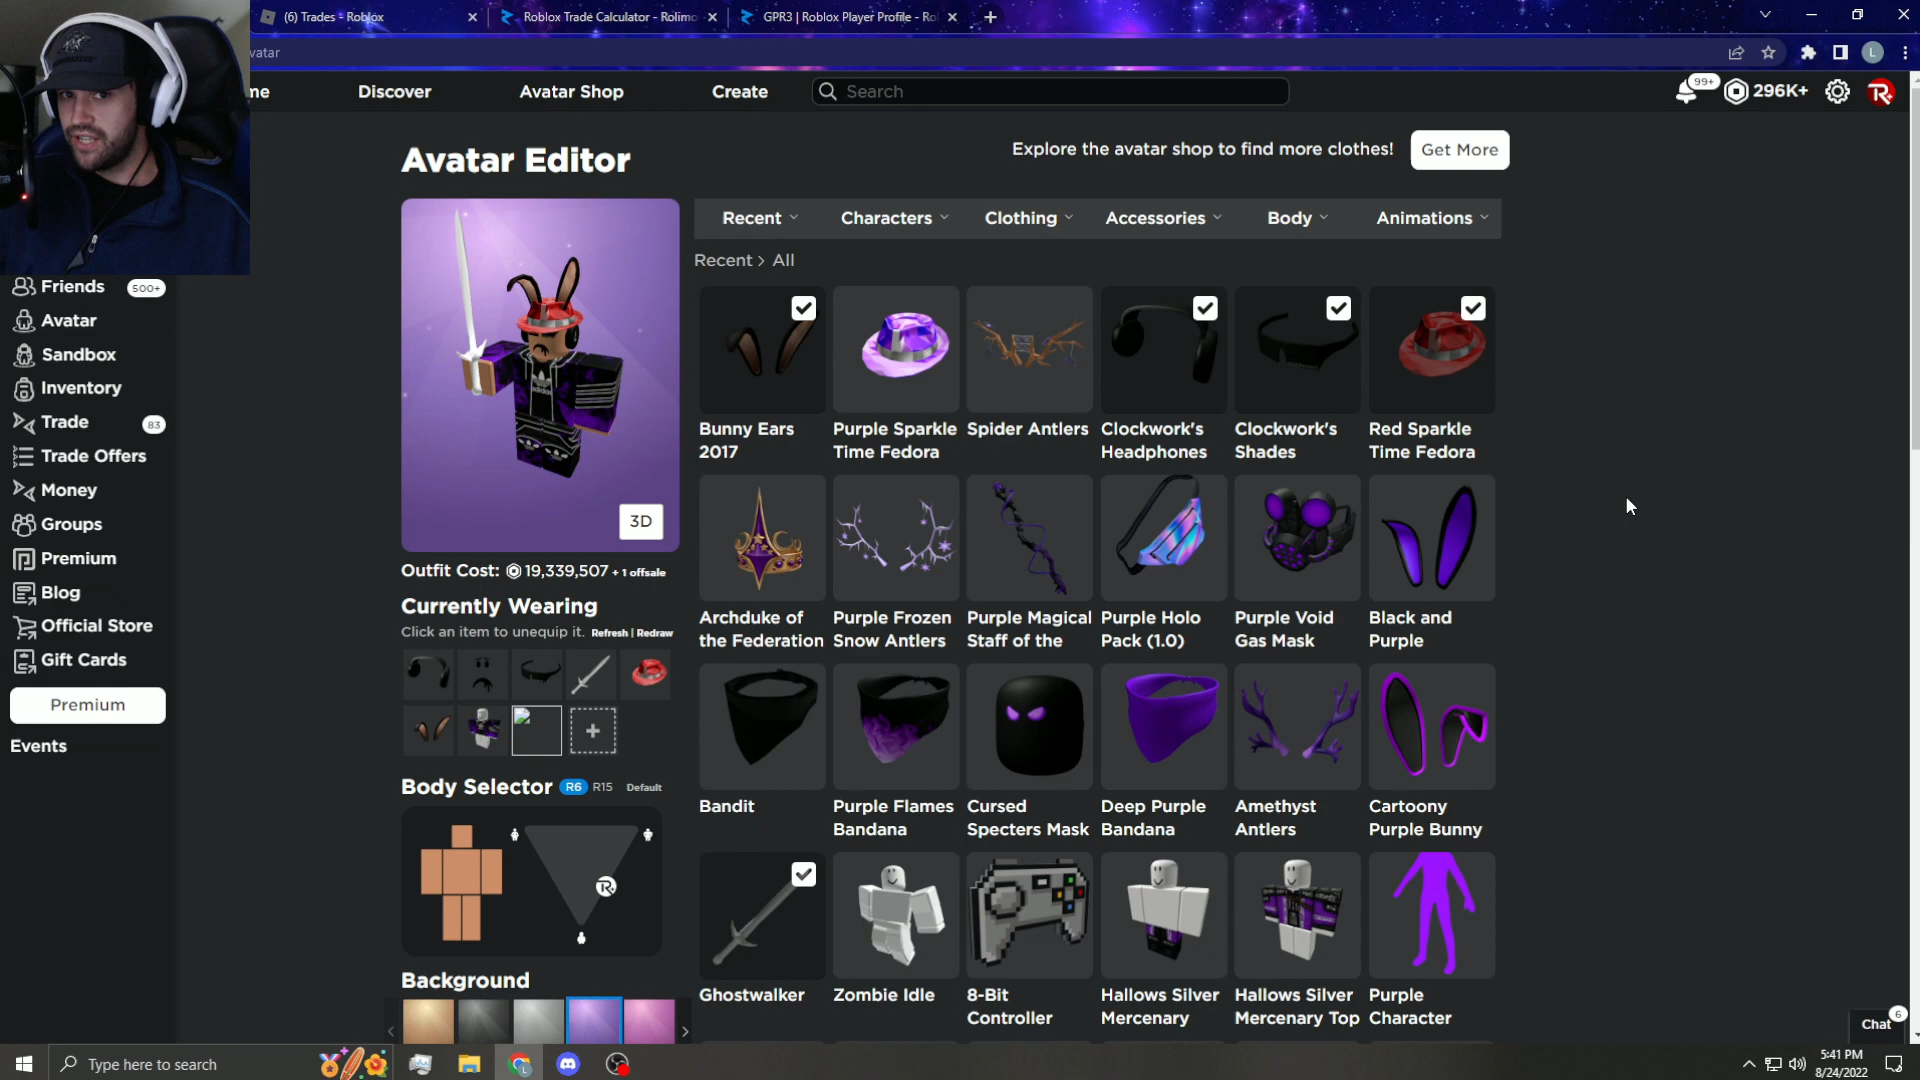 (6) Trades - Roblox
Roblox Trade Calculator - Rolimo
GPR3 | Roblox Player Profile - Ro
vatar
me
Discover
Avatar Shop
Create
Search
99+
296K+
Avatar Editor
Explore the avatar shop to find more clothes!
Get More
Recent
Characters
Clothing
Accessories
Body
Animations
Recent > All
Friends
500+
Avatar
Sandbox
Inventory
Trade
83
Trade Offers
Money
Groups
Premium
Blog
Official Store
Gift Cards
Premium
Events
3D
Outfit Cost: 19,339,507 + 1 offsale
Currently Wearing
Click an item to unequip it. Refresh | Redraw
Body Selector R6 R15 Default
Background
Bunny Ears
2017
Purple Sparkle
Time Fedora
Spider Antlers
Clockwork's
Headphones
Clockwork's
Shades
Red Sparkle
Time Fedora
Archduke of
the Federation
Purple Frozen
Snow Antlers
Purple Magical
Staff of the
Purple Holo
Pack (1.0)
Purple Void
Gas Mask
Black and
Purple
Bandit
Purple Flames
Bandana
Cursed
Specters Mask
Deep Purple
Bandana
Amethyst
Antlers
Cartoony
Purple Bunny
Ghostwalker
Zombie Idle
8-Bit
Controller
Hallows Silver
Mercenary
Hallows Silver
Mercenary Top
Purple
Character
Chat
6
Type here to search
5:41 PM
8/24/2022